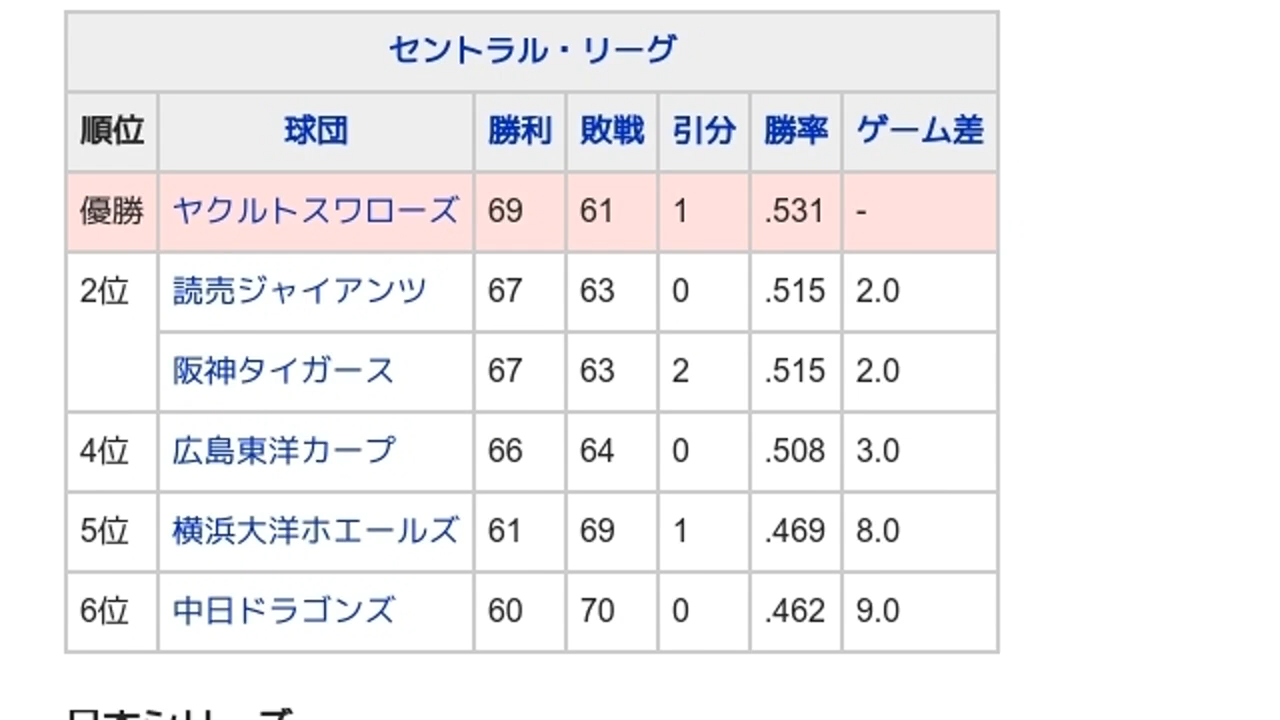 セントラル・リーグ
順位 球団 勝利 敗戦 引分 勝率 ゲーム差
優勝 ヤクルトスワローズ 69 61 1 .531 -
2位 読売ジャイアンツ 67 63 0 .515 2.0
阪神タイガース 67 63 2 .515 2.0
4位 広島東洋カープ 66 64 0 .508 3.0
5位 横浜大洋ホエールズ 61 69 1 .469 8.0
6位 中日ドラゴンズ 60 70 0 .462 9.0
日本シリーズ